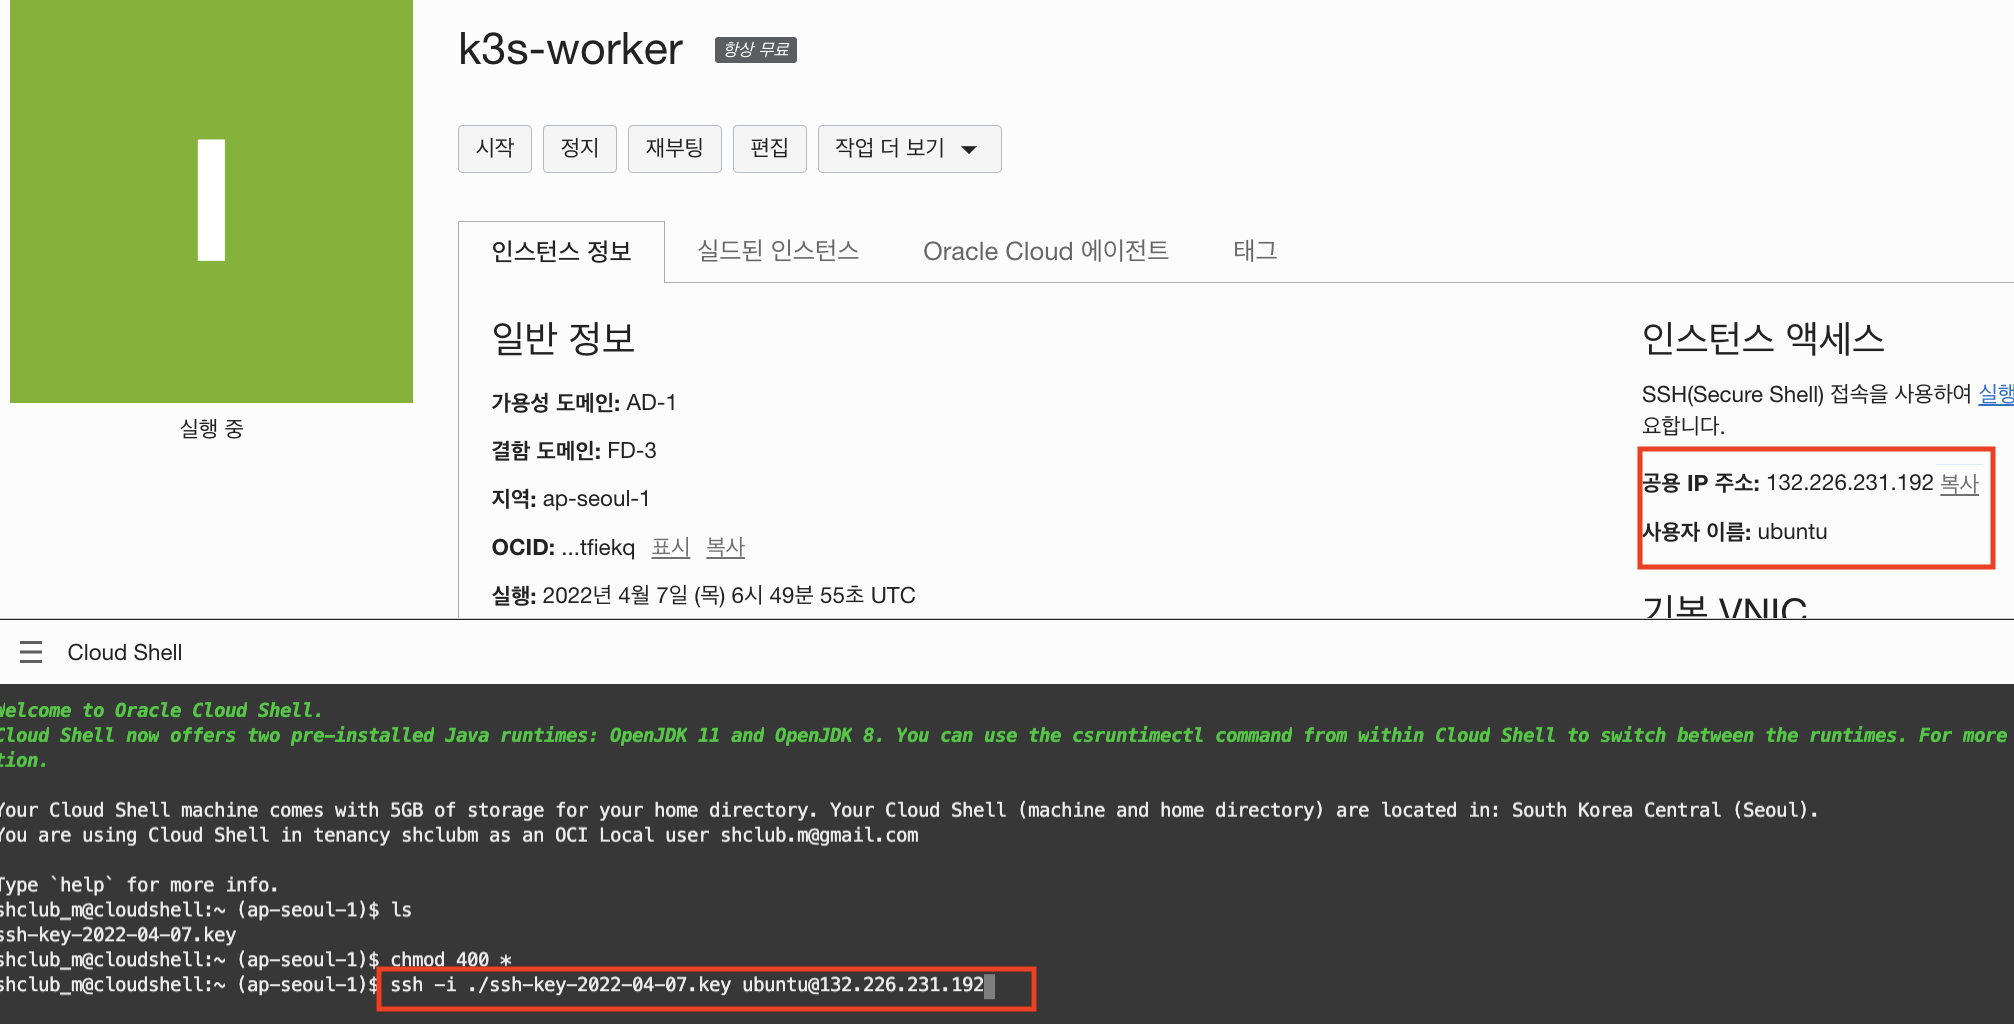 k3s-worker 항상 무료
시작 정지 재부팅 편집 작업 더 보기
인스턴스 정보 실드된 인스턴스 Oracle Cloud 에이전트 태그
실행 중
일반 정보
가용성 도메인: AD-1
결함 도메인: FD-3
지역: ap-seoul-1
OCID: ...tfiekq 표시 복사
실행: 2022년 4월 7일 (목) 6시 49분 55초 UTC
인스턴스 액세스
SSH(Secure Shell) 접속을 사용하여 실행
요합니다.
공용 IP 주소: 132.226.231.192 복사
사용자 이름: ubuntu
기본 VNIC
Cloud Shell
Welcome to Oracle Cloud Shell.
Cloud Shell now offers two pre-installed Java runtimes: OpenJDK 11 and OpenJDK 8. You can use the csruntimectl command from within Cloud Shell to switch between the runtimes. For more
tion.
Your Cloud Shell machine comes with 5GB of storage for your home directory. Your Cloud Shell (machine and home directory) are located in: South Korea Central (Seoul).
You are using Cloud Shell in tenancy shclubm as an OCI Local user shclub.m@gmail.com
Type `help` for more info.
shclub_m@cloudshell:~ (ap-seoul-1)$ ls
ssh-key-2022-04-07.key
shclub_m@cloudshell:~ (ap-seoul-1)$ chmod 400 *
shclub_m@cloudshell:~ (ap-seoul-1)$ ssh -i ./ssh-key-2022-04-07.key ubuntu@132.226.231.192